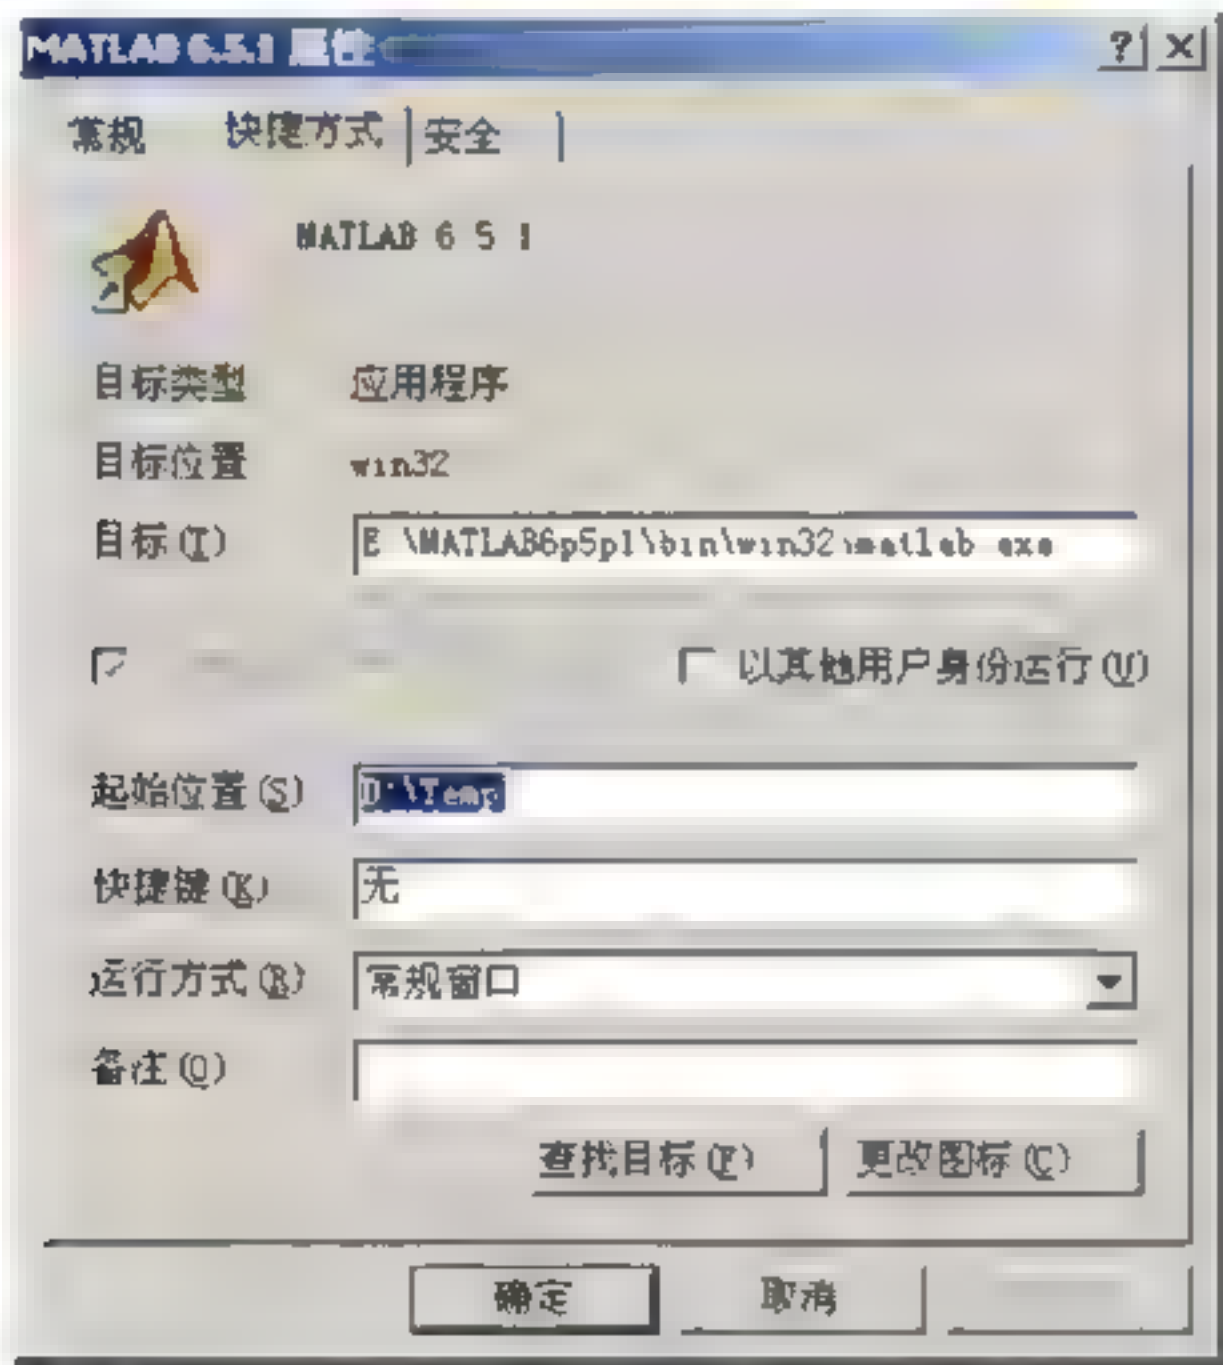 MATLAB 6.5.1 属性
常规 快捷方式 安全
MATLAB 6 5 1
目标类型 应用程序
目标位置 win32
目标(T) E \MATLAB6p5p1\bin\win32\matlab exe
以其他用户身份运行(U)
起始位置(S) D:\Temp
快捷键(K) 无
运行方式(R) 常规窗口
备注(O)
查找目标(F) 更改图标(C)
确定 取消